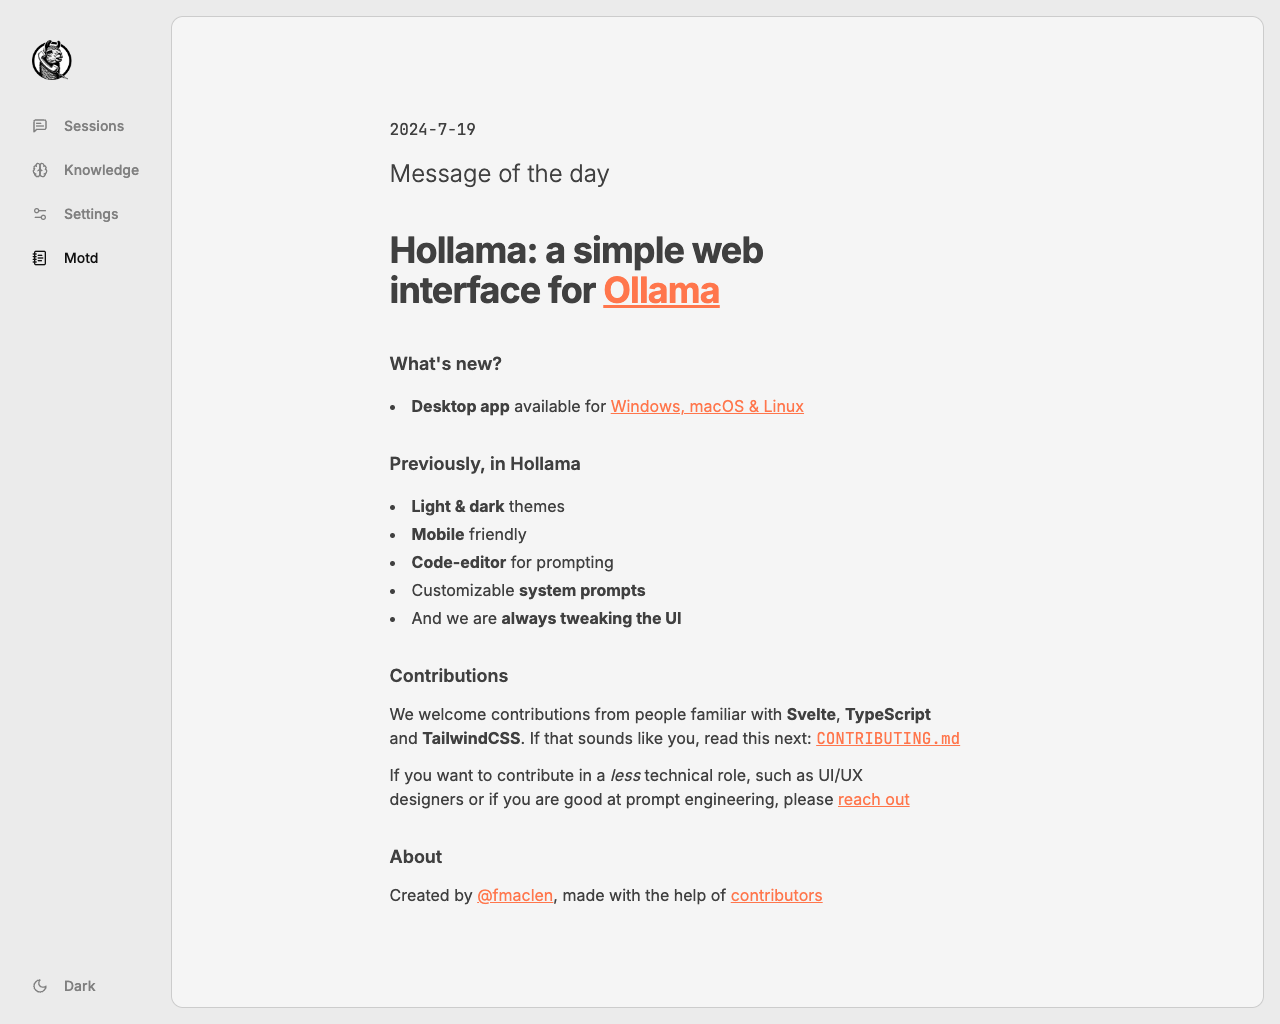 Sessions
Knowledge
Settings
Motd
Dark
2024-7-19
Message of the day
Hollama: a simple web
interface for Ollama
What's new?
• Desktop app available for Windows, macOS & Linux
Previously, in Hollama
• Light & dark themes
• Mobile friendly
• Code-editor for prompting
• Customizable system prompts
• And we are always tweaking the UI
Contributions
We welcome contributions from people familiar with Svelte, TypeScript
and TailwindCSS. If that sounds like you, read this next: CONTRIBUTING.md
If you want to contribute in a less technical role, such as UI/UX
designers or if you are good at prompt engineering, please reach out
About
Created by @fmaclen, made with the help of contributors